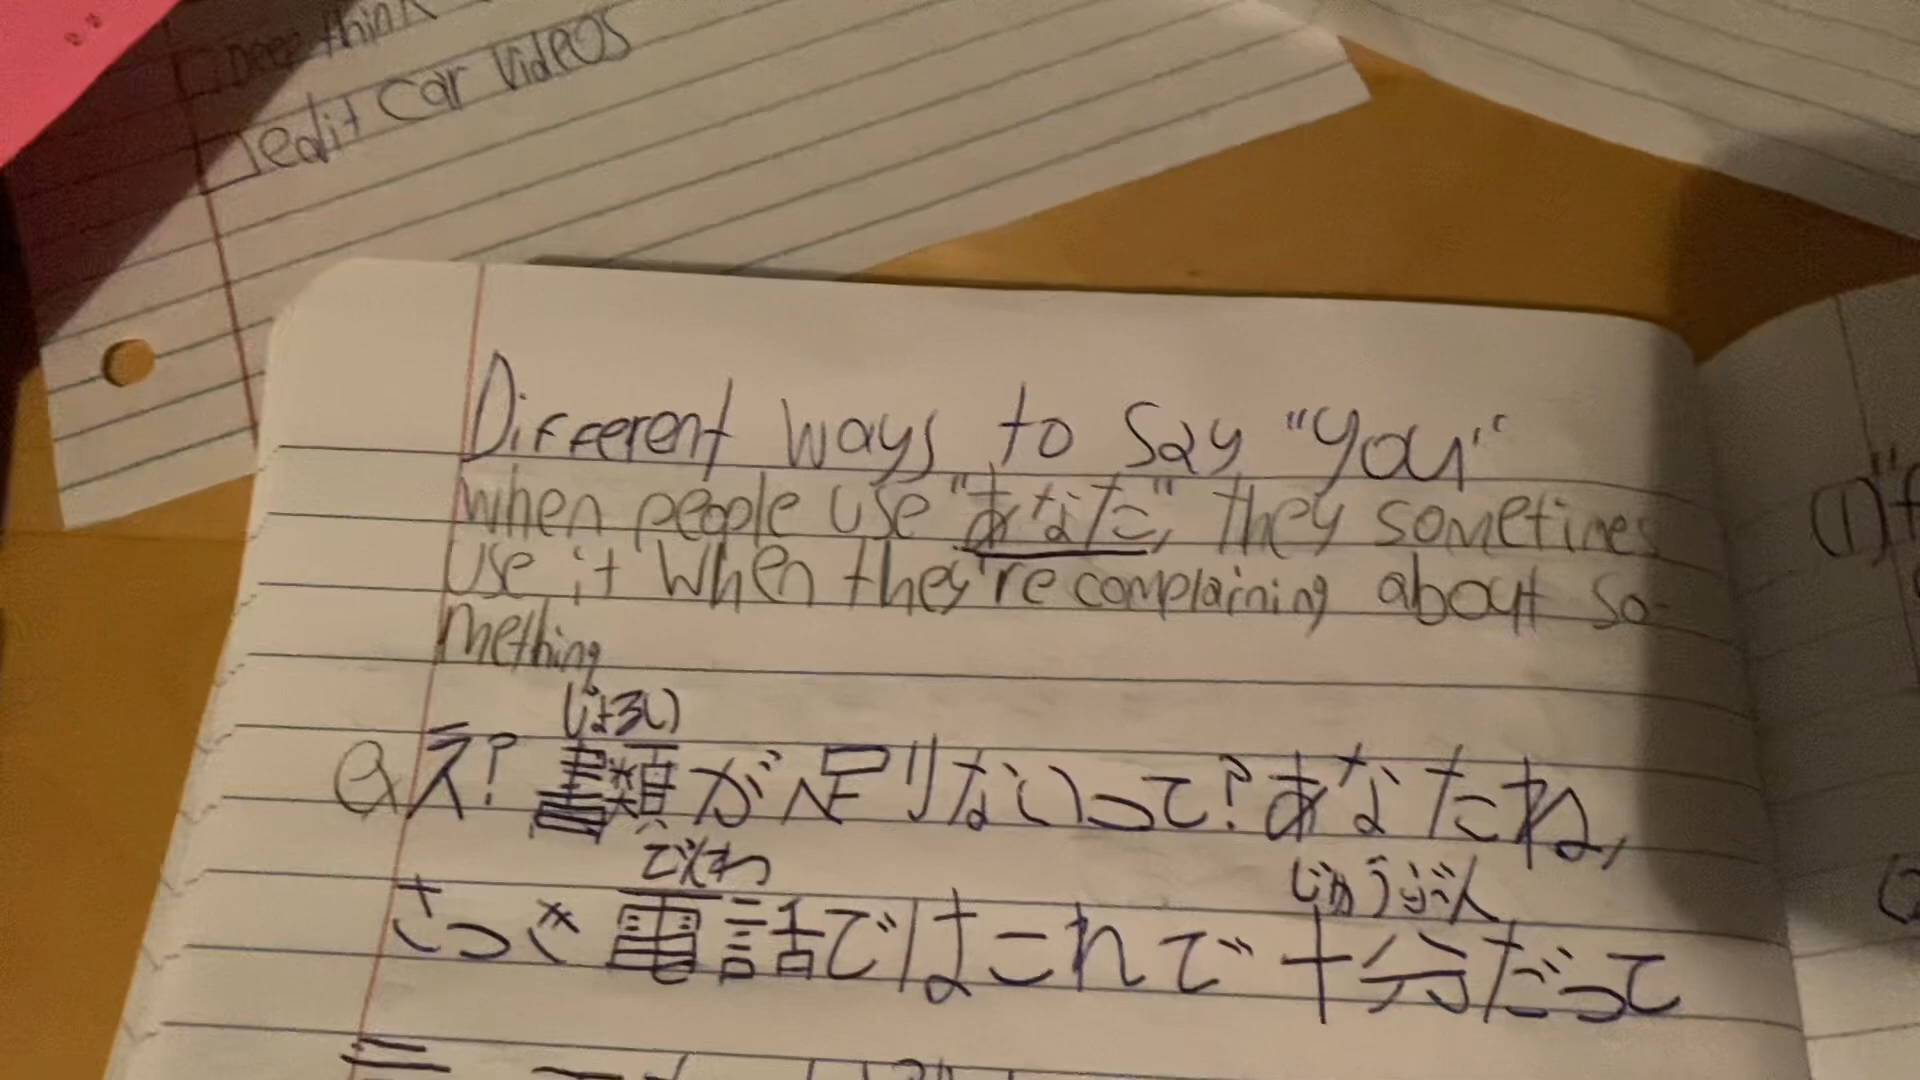 Deep think
edit car videos
Different ways to say "you"
when people use "あなた", they sometimes
use it when they're complaining about so-
mething
しょるい
Q え? 書類が足りないって?あなたね,
でんわ
じゅうぶん
さっき電話ではこれで十分だって